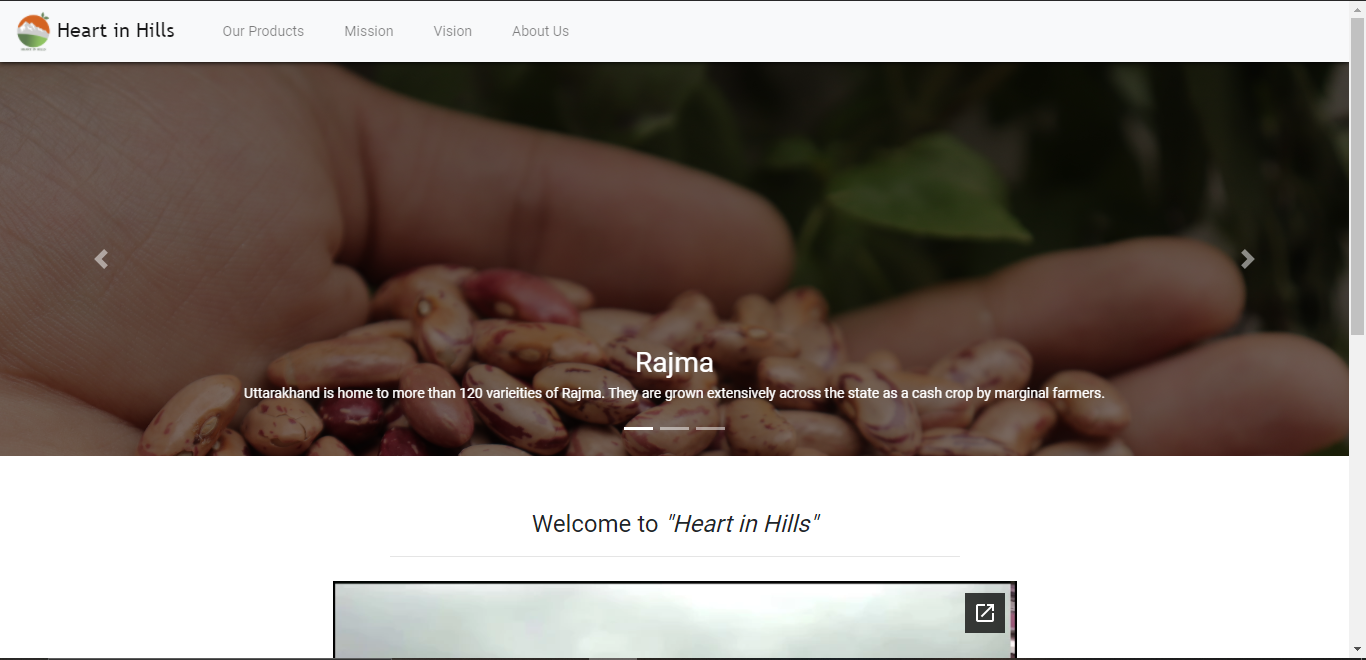 Heart in Hills
Our Products
Mission
Vision
About Us
Rajma
Uttarakhand is home to more than 120 varieities of Rajma. They are grown extensively across the state as a cash crop by marginal farmers.
Welcome to "Heart in Hills"